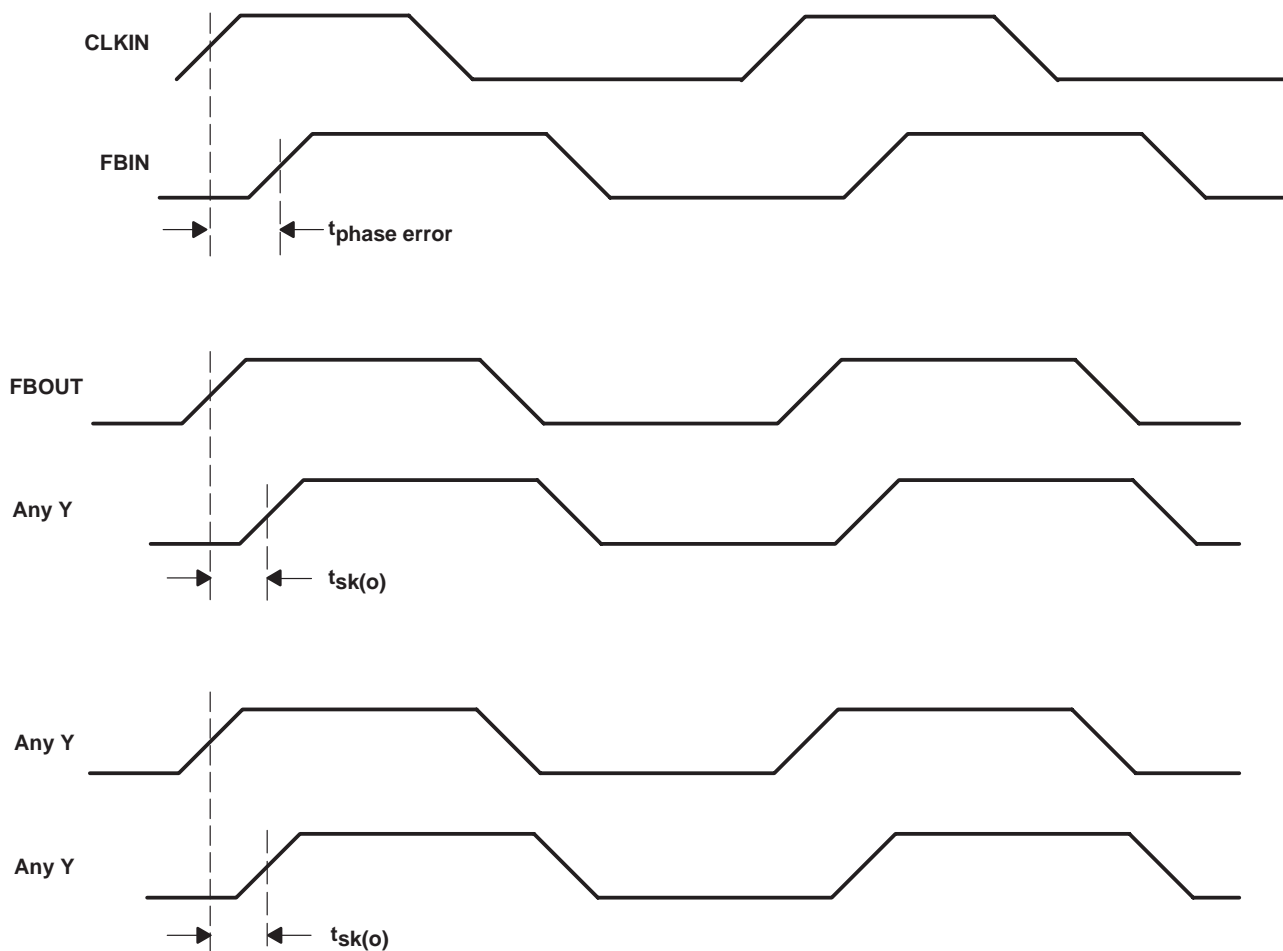 CLKIN
FBIN
tphase error
FBOUT
Any Y
tsk(o)
Any Y
Any Y
tsk(o)